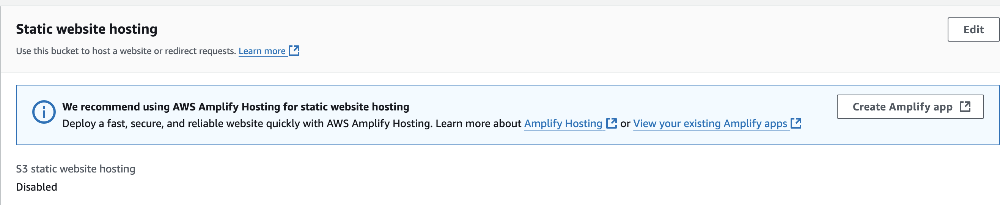 Static website hosting
Edit
Use this bucket to host a website or redirect requests. Learn more
We recommend using AWS Amplify Hosting for static website hosting
Create Amplify app
Deploy a fast, secure, and reliable website quickly with AWS Amplify Hosting. Learn more about Amplify Hosting or View your existing Amplify apps
S3 static website hosting
Disabled